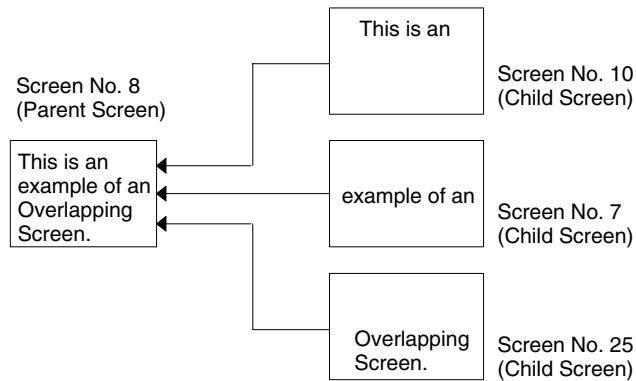 This is an
Screen No. 10
(Child Screen)
Screen No. 8
(Parent Screen)
This is an
example of an
Overlapping
Screen.
example of an
Screen No. 7
(Child Screen)
Overlapping
Screen.
Screen No. 25
(Child Screen)